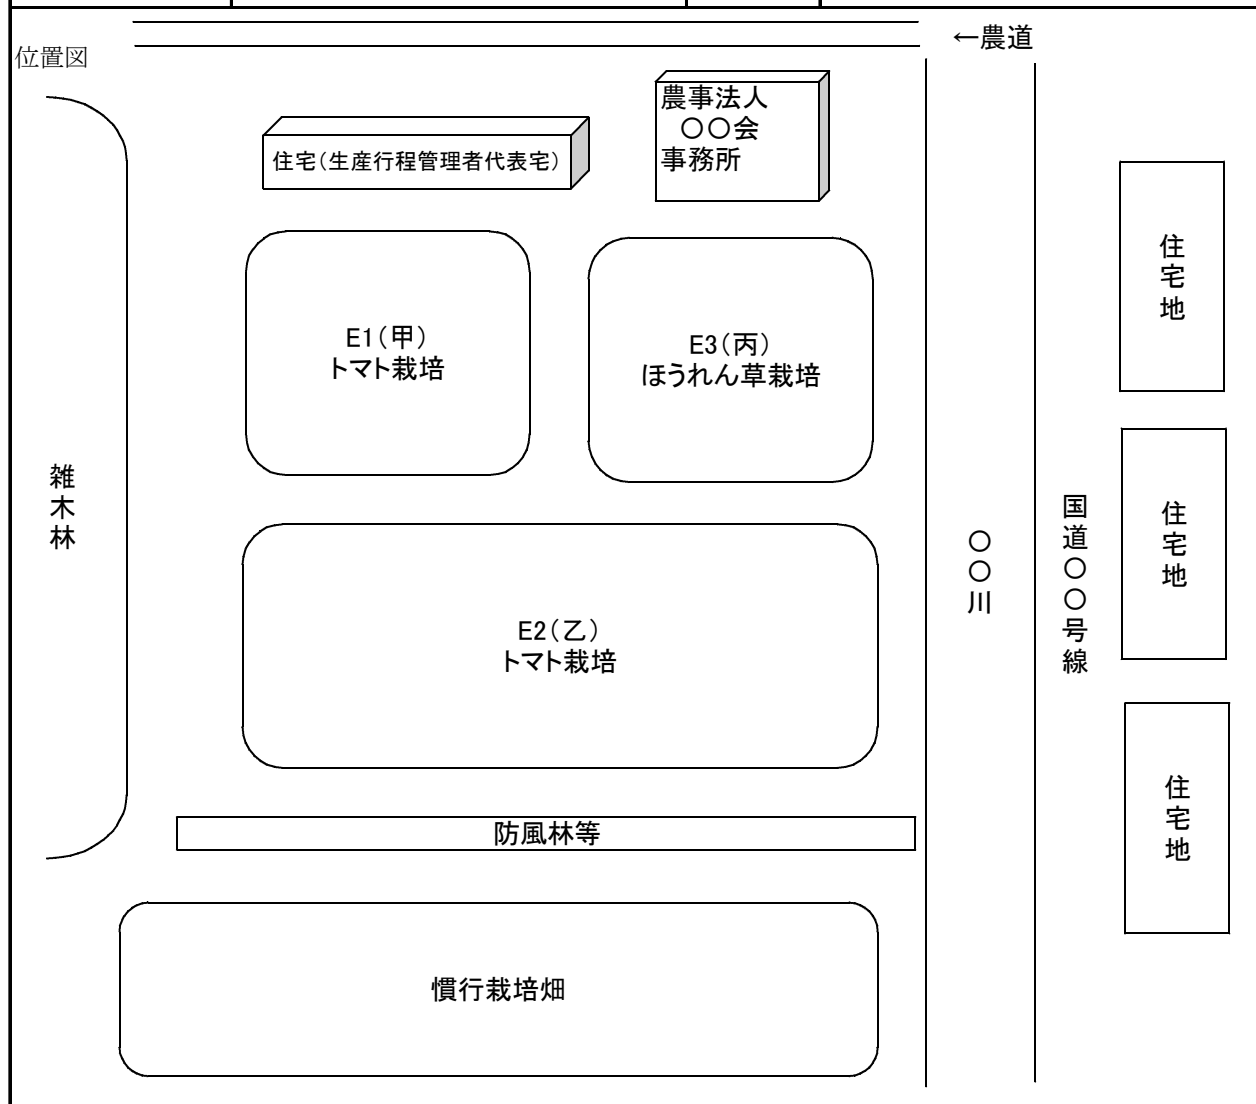 ←農道
位置図
農事法人
〇〇会
事務所
住宅（生産行程管理者代表宅）
住宅地
E1（甲）
トマト栽培
E3（丙）
ほうれん草栽培
雑木林
〇〇川
国道〇〇号線
住宅地
E2（乙）
トマト栽培
住宅地
防風林等
慣行栽培畑